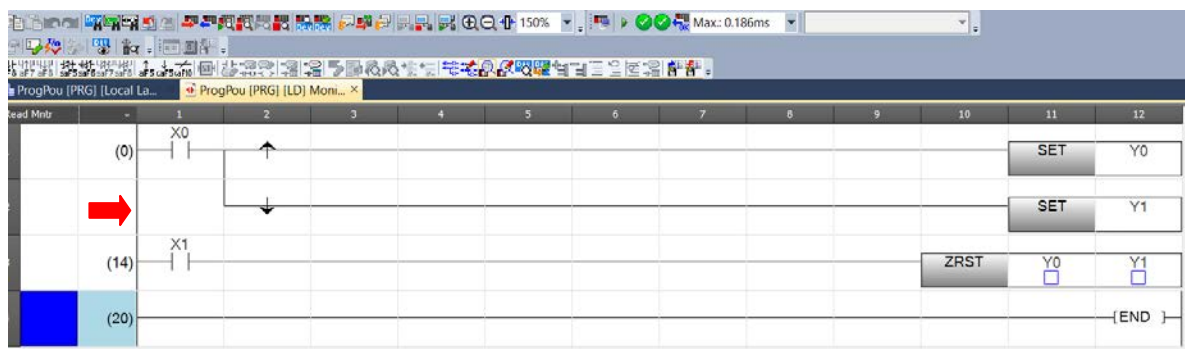 150%
Max.: 0.186ms
ProgPou [PRG] [Local La...
ProgPou [PRG] [LD] Moni... ×
Read Mntr
1 2 3 4 5 6 7 8 9 10 11 12
X0
(0) SET Y0
SET Y1
X1
(14) ZRST Y0 Y1
(20) {END }